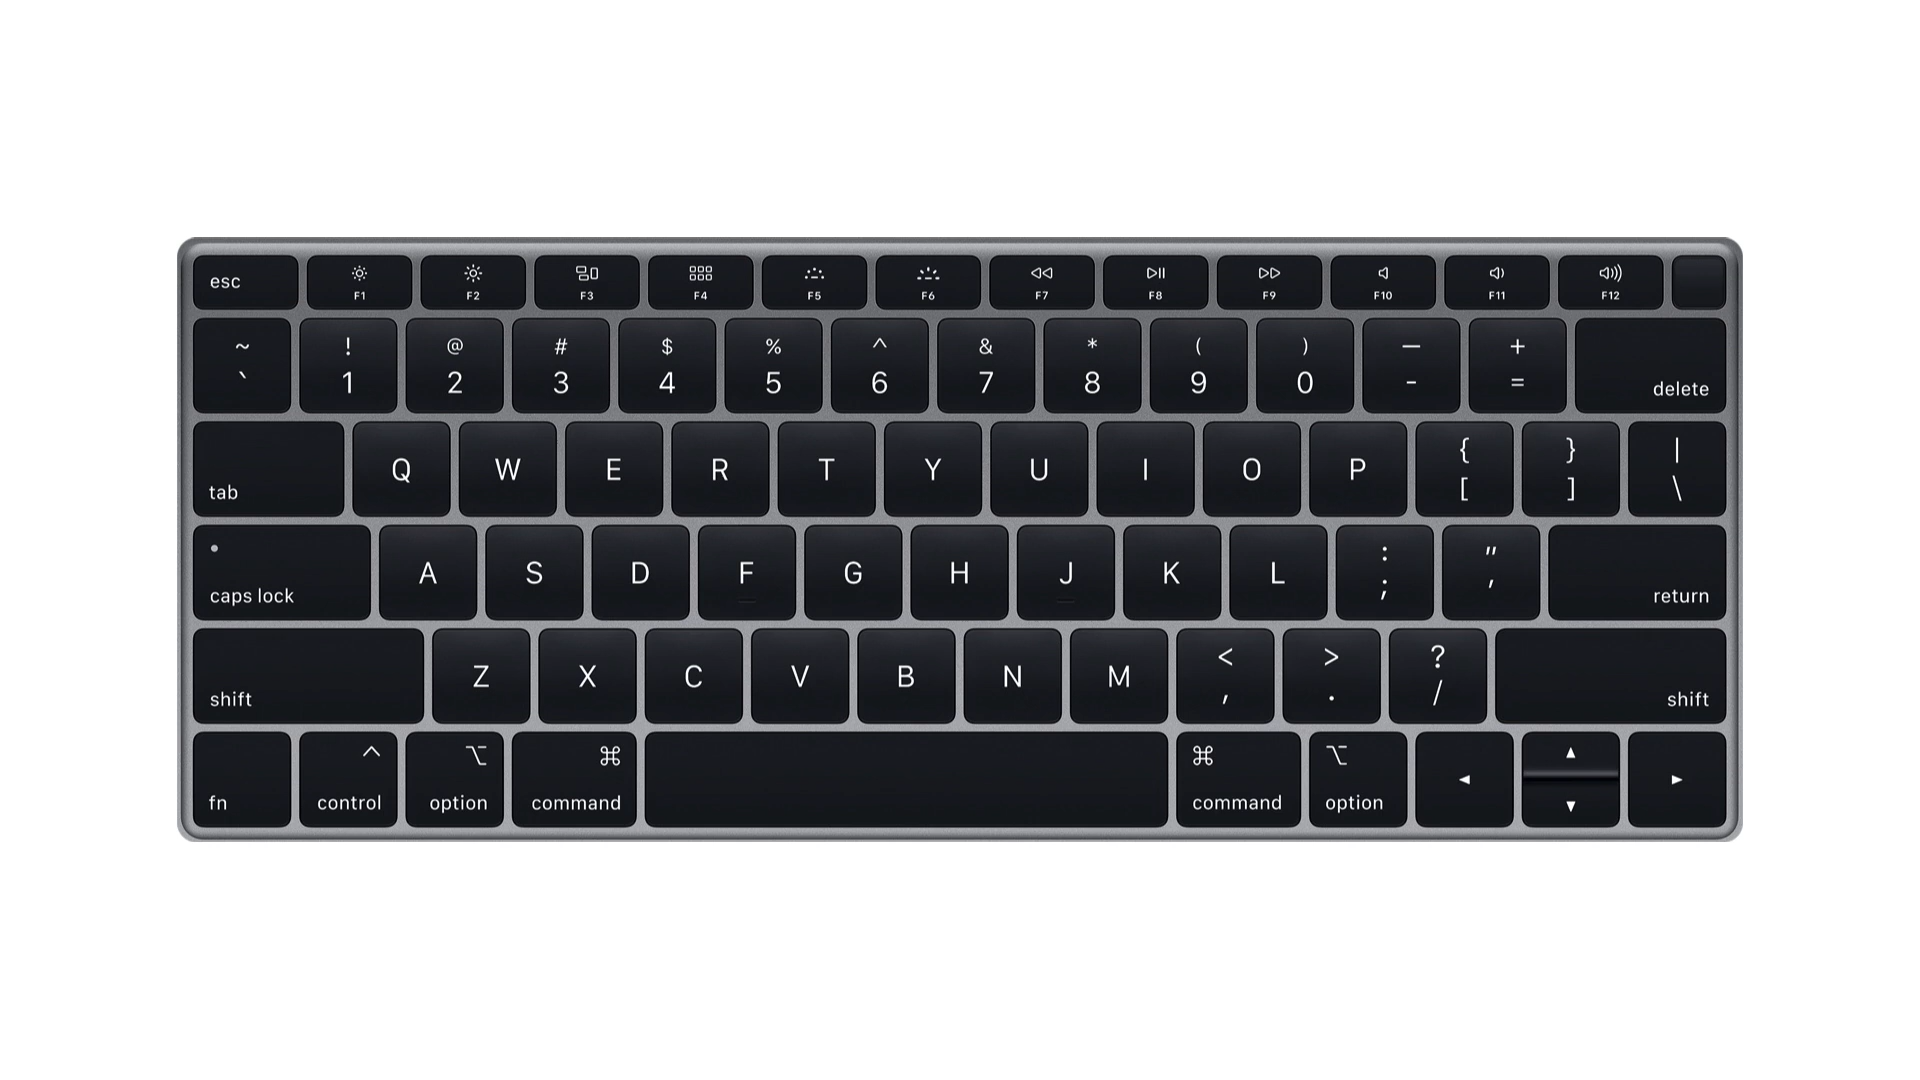 esc F1 F2 F3 F4 F5 F6 F7 F8 F9 F10 F11 F12
~ ! @ # $ % ^ & * ( ) — +
` 1 2 3 4 5 6 7 8 9 0 - = delete
tab Q W E R T Y U I O P { } |
[ ] \
caps lock A S D F G H J K L : " return
; '
shift Z X C V B N M < > ? shift
, . /
^ ⌥ ⌘ ⌘ ⌥ ◀ ▲ ▶
fn control option command command option ▼